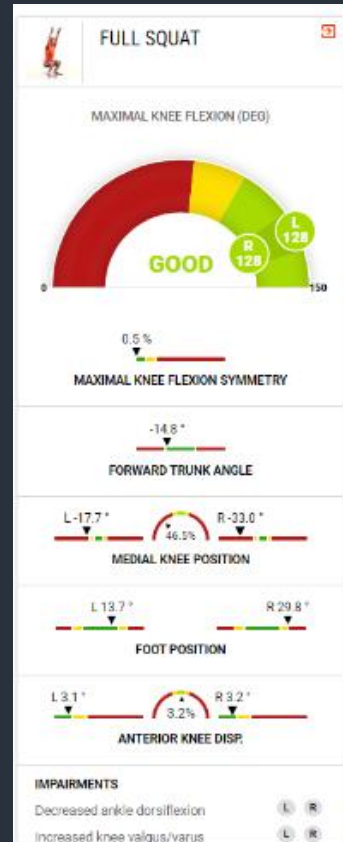 FULL SQUAT
MAXIMAL KNEE FLEXION (DEG)
L
128
R
128
GOOD
0
150
0.5 %
MAXIMAL KNEE FLEXION SYMMETRY
-14.8 °
FORWARD TRUNK ANGLE
L -17.7 °
R -33.0 °
46.5%
MEDIAL KNEE POSITION
L 13.7 °
R 29.8 °
FOOT POSITION
L 3.1 °
R 3.2 °
3.2%
ANTERIOR KNEE DISP.
IMPAIRMENTS
Decreased ankle dorsiflexion L R
Increased knee valgus/varus L R